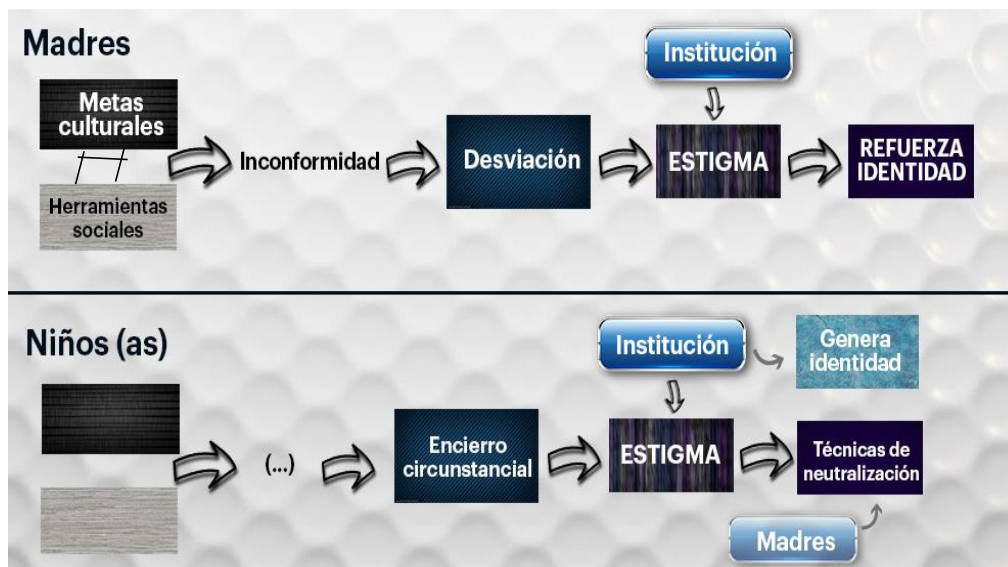 Madres
Institución
Metas
culturales
Herramientas
sociales
Inconformidad
Desviación
ESTIGMA
REFUERZA
IDENTIDAD
Niños (as)
Institución
Genera
identidad
(...)
Encierro
circunstancial
ESTIGMA
Técnicas de
neutralización
Madres